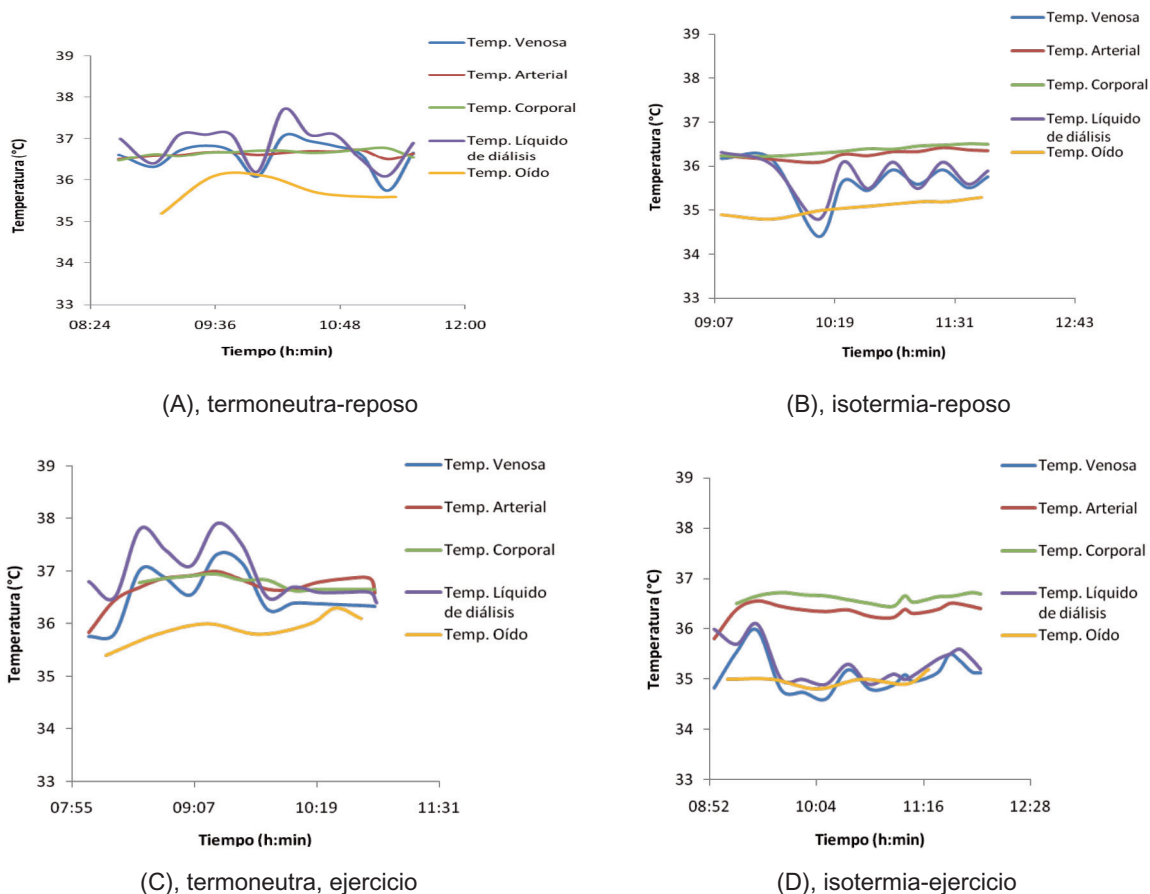 39
38
37
36
35
34
33
Temperatura (°C)
Temp. Venosa
Temp. Arterial
Temp. Corporal
Temp. Líquido
de diálisis
Temp. Oído
08:24
09:36
10:48
12:00
Tiempo (h:min)
(A), termoneutra-reposo
39
38
37
36
35
34
33
Temperatura (°C)
Temp. Venosa
Temp. Arterial
Temp. Corporal
Temp. Líquido
de diálisis
Temp. Oído
09:07
10:19
11:31
12:43
Tiempo (h:min)
(B), isotermia-reposo
39
38
37
36
35
34
33
Temperatura (°C)
Temp. Venosa
Temp. Arterial
Temp. Corporal
Temp. Líquido
de diálisis
Temp. Oído
07:55
09:07
10:19
11:31
Tiempo (h:min)
(C), termoneutra, ejercicio
39
38
37
36
35
34
33
Temperatura (°C)
Temp. Venosa
Temp. Arterial
Temp. Corporal
Temp. Líquido
de diálisis
Temp. Oído
08:52
10:04
11:16
12:28
Tiempo (h:min)
(D), isotermia-ejercicio